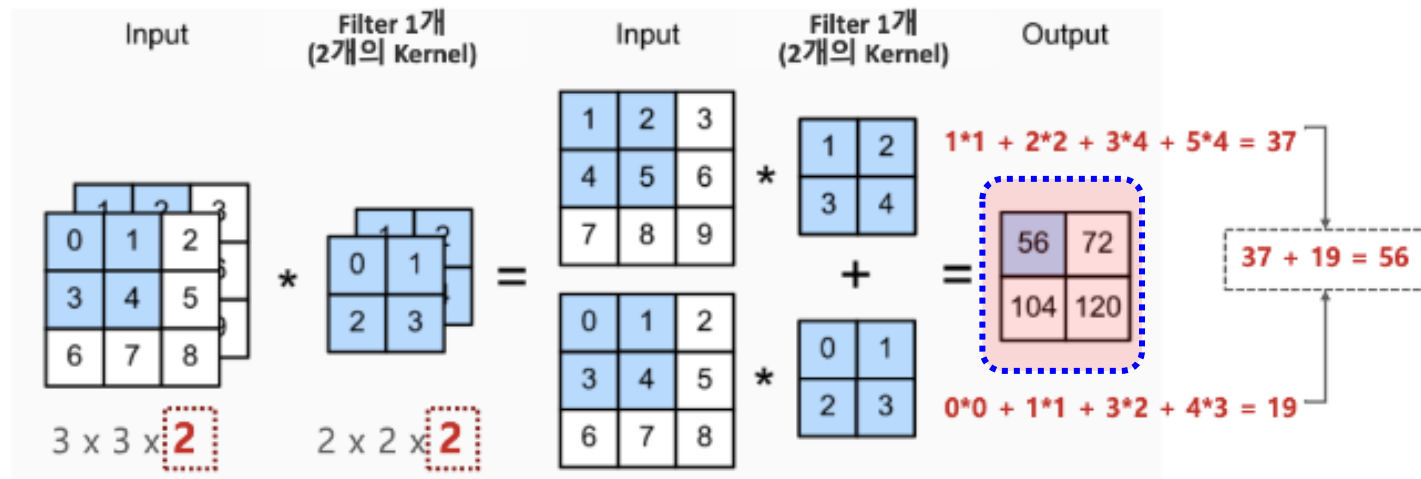 Input
Filter 1개
(2개의 Kernel)
Input
Filter 1개
(2개의 Kernel)
Output
1 2 3
6
9
0 1 2
3 4 5
6 7 8
*
1 2
4
0 1
2 3
=
1 2 3
4 5 6
7 8 9
*
1 2
3 4
+
0 1 2
3 4 5
6 7 8
*
0 1
2 3
=
1*1 + 2*2 + 3*4 + 5*4 = 37
56 72
104 120
37 + 19 = 56
0*0 + 1*1 + 3*2 + 4*3 = 19
3 x 3 x 2
2 x 2 x 2